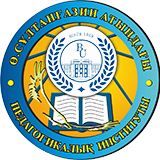 Ө.СҰЛТАНҒАЗИН АТЫНДАҒЫ
ПЕДАГОГИКАЛЫҚ ИНСТИТУТЫ